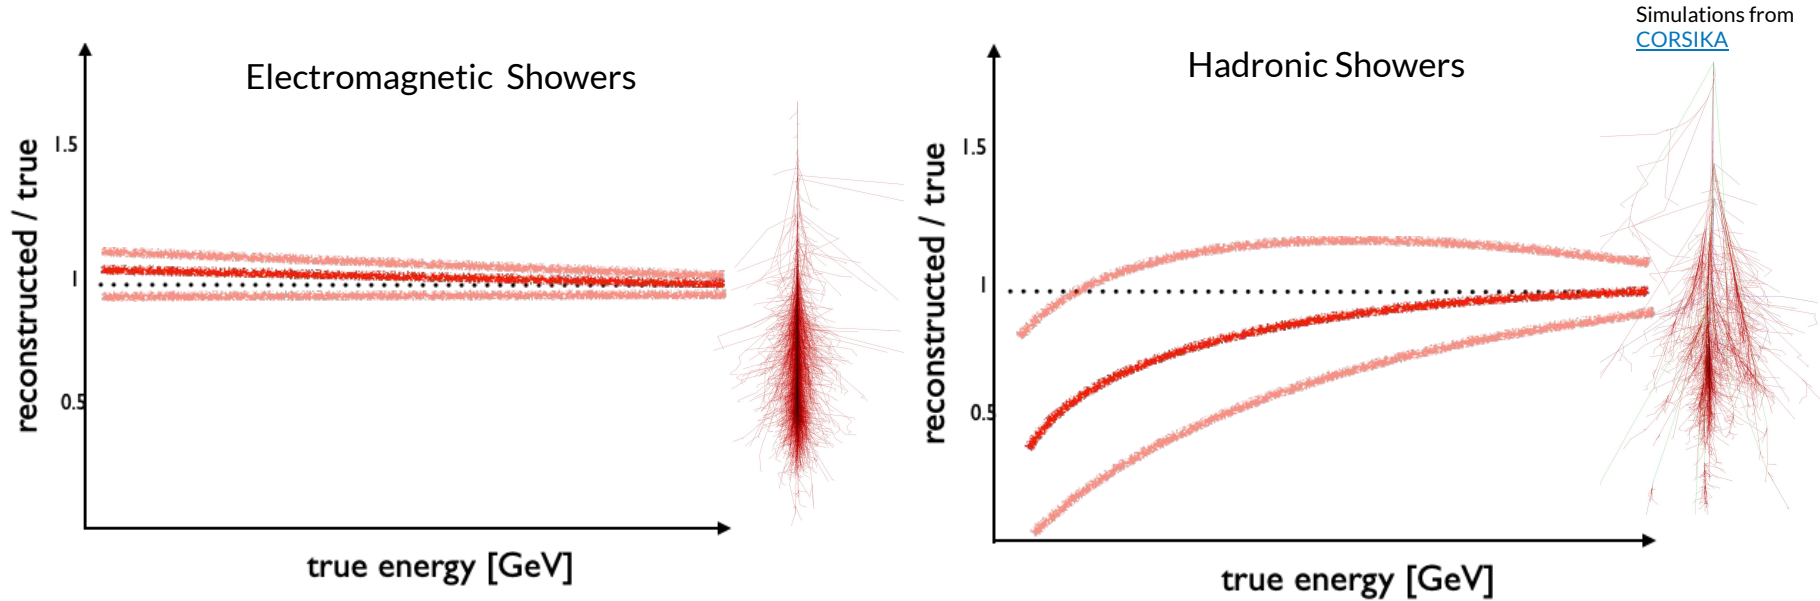 Electromagnetic Showers
reconstructed / true
1.5
1
0.5
true energy [GeV]
Hadronic Showers
Simulations from
CORSIKA
reconstructed / true
1.5
1
0.5
true energy [GeV]